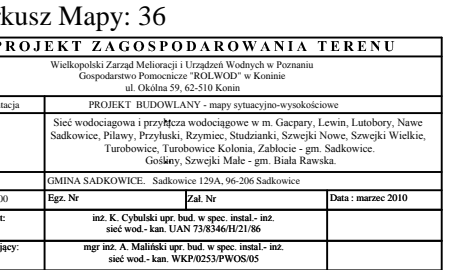 kusz Mapy: 36
PROJEKT ZAGOSPODAROWANIA TERENU
Wielkopolski Zarząd Melioracji i Urządzeń Wodnych w Poznaniu
Gospodarstwo Pomocnicze "ROLWOD" w Koninie
ul. Okólna 59, 62-510 Konin
tacja PROJEKT BUDOWLANY - mapy sytuacyjno-wysokościowe
Sieć wodociągowa i przyłącza wodociągowe w m. Gacpary, Lewin, Lutobory, Nawe
Sadkowice, Pilawy, Przyłuski, Rzymiec, Studzianki, Szwejki Nowe, Szwejki Wielkie,
Turobowice, Turobowice Kolonia, Zabłocie - gm. Sadkowice.
Gośliny, Szwejki Małe - gm. Biała Rawska.
GMINA SADKOWICE. Sadkowice 129A, 96-206 Sadkowice
00 Egz. Nr Zał. Nr Data : marzec 2010
t: inż. K. Cybulski upr. bud. w spec. instal.- inż.
sieć wod.- kan. UAN 73/8346/H/21/86
jący: mgr inż. A. Maliński upr. bud. w spec. instal.- inż.
sieć wod.- kan. WKP/0253/PWOS/05